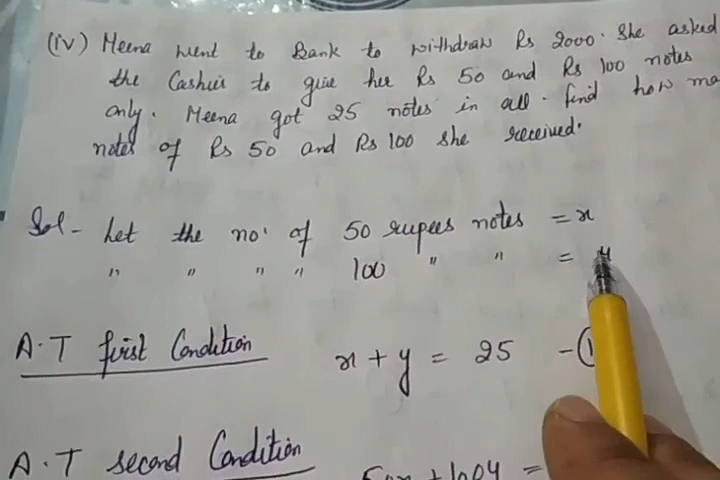 (iv) Meena went to Bank to withdraw Rs 2000. She asked
the Cashier to give her Rs 50 and Rs 100 notes
only. Meena got 25 notes in all. find how
notes of Rs 50 and Rs 100 she received.
Sol- Let the no. of 50 rupees notes = x
" " " " 100 " " = y
A.T first Condition x + y = 25 - (1
A.T second Condition 50x + 100y =